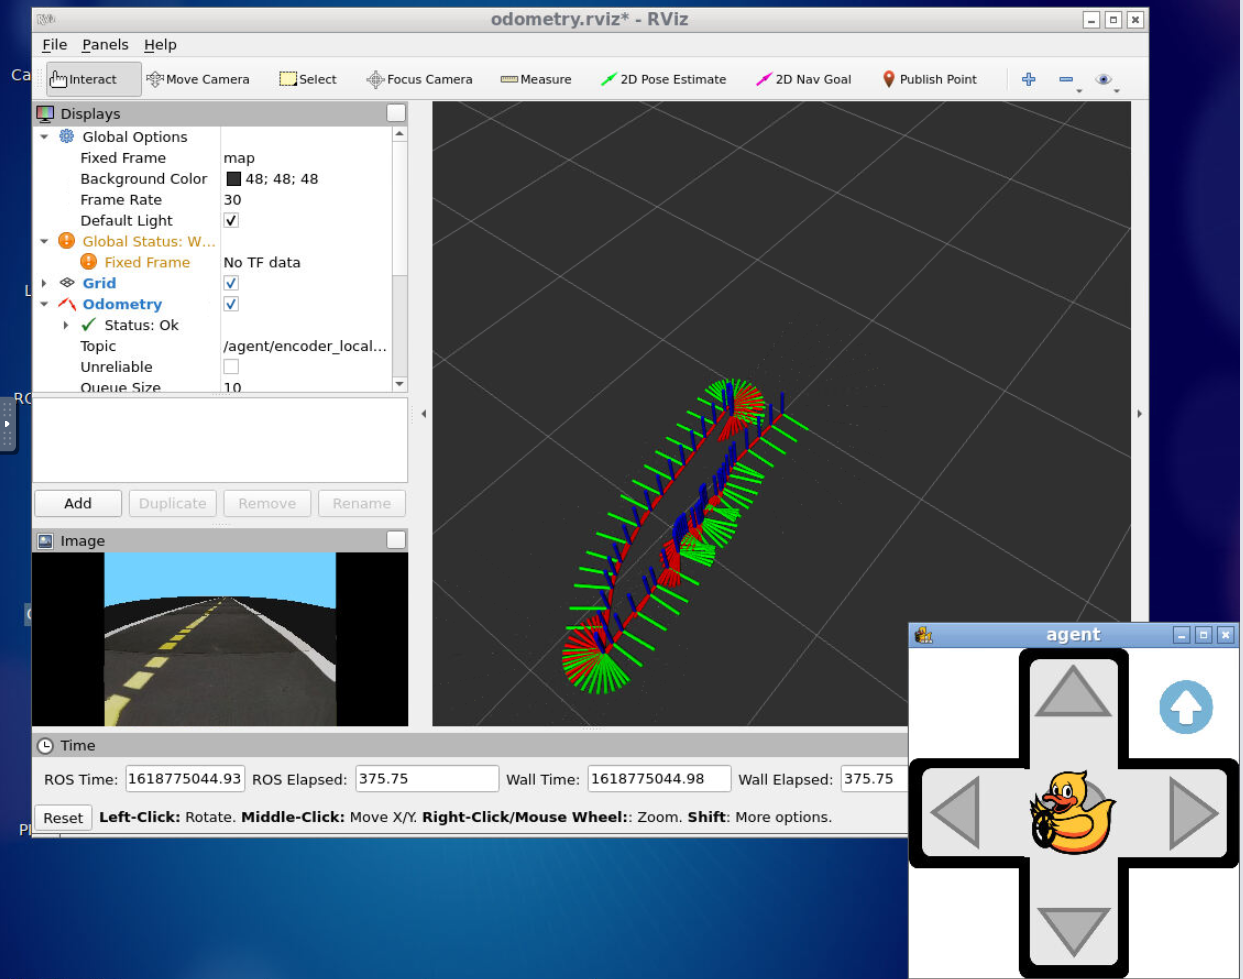 odometry.rviz* - RViz
File Panels Help
Interact Move Camera Select Focus Camera Measure 2D Pose Estimate 2D Nav Goal Publish Point
Displays
Global Options
Fixed Frame map
Background Color 48; 48; 48
Frame Rate 30
Default Light
Global Status: W...
Fixed Frame No TF data
Grid
Odometry
Status: Ok
Topic /agent/encoder_local...
Unreliable
Queue Size 10
Add Duplicate Remove Rename
Image
Time
ROS Time: 1618775044.93 ROS Elapsed: 375.75 Wall Time: 1618775044.98 Wall Elapsed: 375.75
Reset Left-Click: Rotate. Middle-Click: Move X/Y. Right-Click/Mouse Wheel:: Zoom. Shift: More options.
agent
Ca
RC